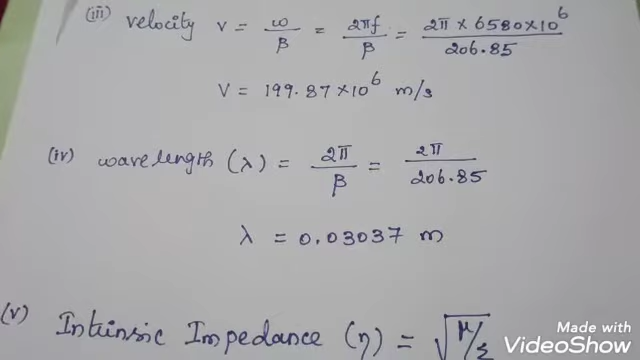 (iii) velocity v = ω/β = 2πf/β = 2π × 6580 × 10^6 / 206.85
V = 199.87 × 10^6 m/s
(iv) wavelength (λ) = 2π/β = 2π/206.85
λ = 0.03037 m
(v) Intrinsic Impedance (η) = √μ/ε
Made with
VideoShow